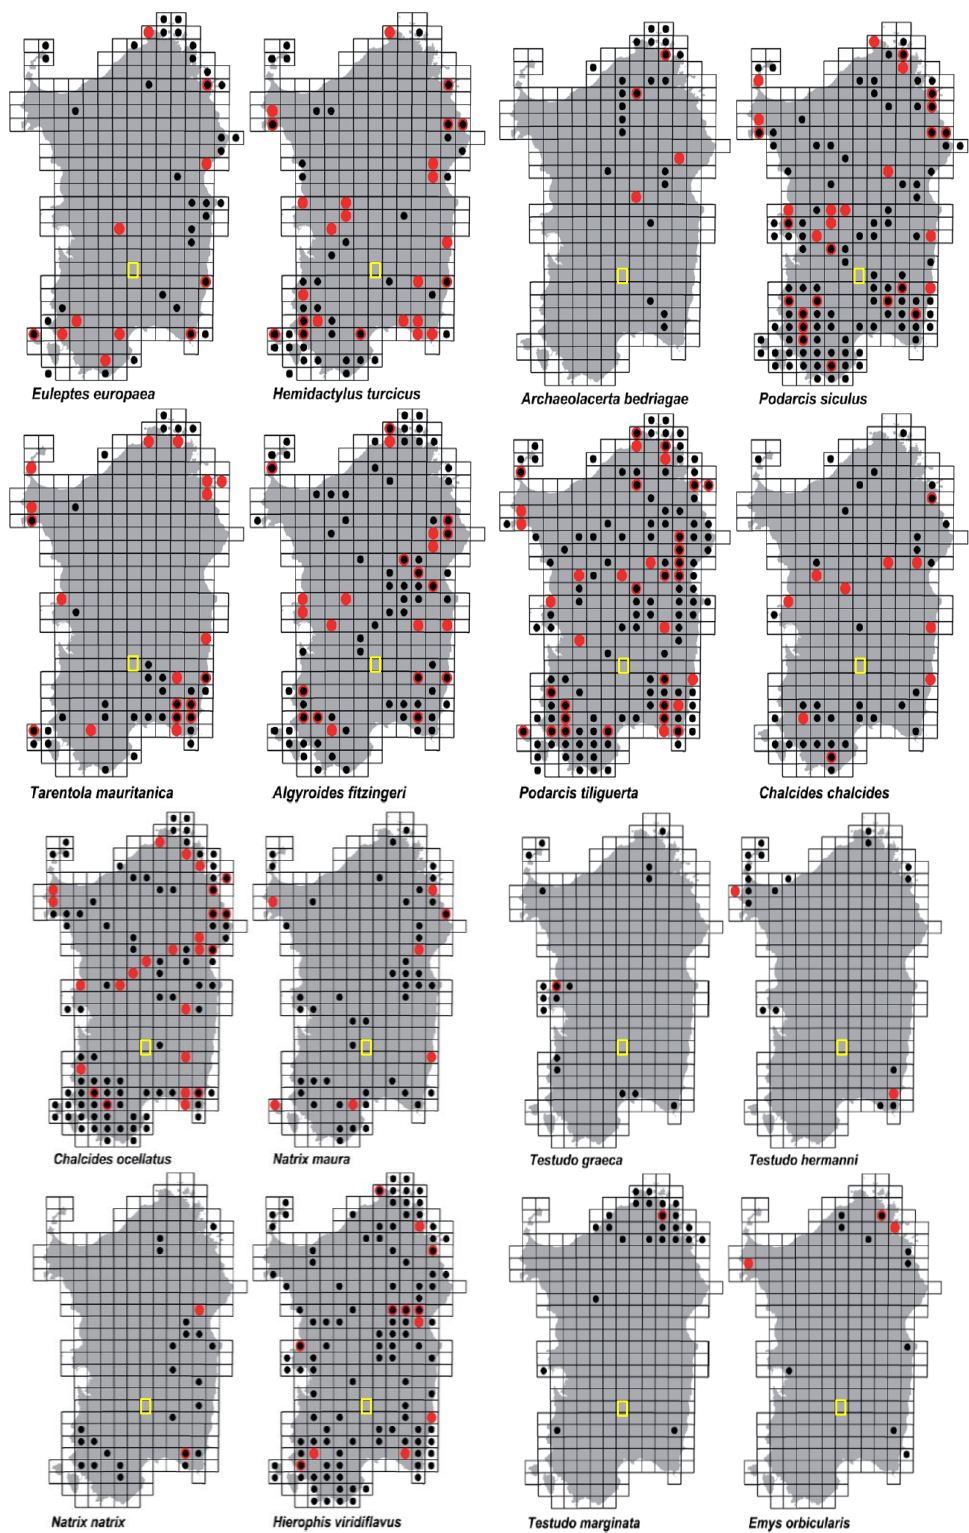 Euleptes europaea
Hemidactylus turcicus
Archaeolacerta bedriagae
Podarcis siculus
Tarentola mauritanica
Algyroides fitzingeri
Podarcis tiliguerta
Chalcides chalcides
Chalcides ocellatus
Natrix maura
Testudo graeca
Testudo hermanni
Natrix natrix
Hierophis viridiflavus
Testudo marginata
Emys orbicularis